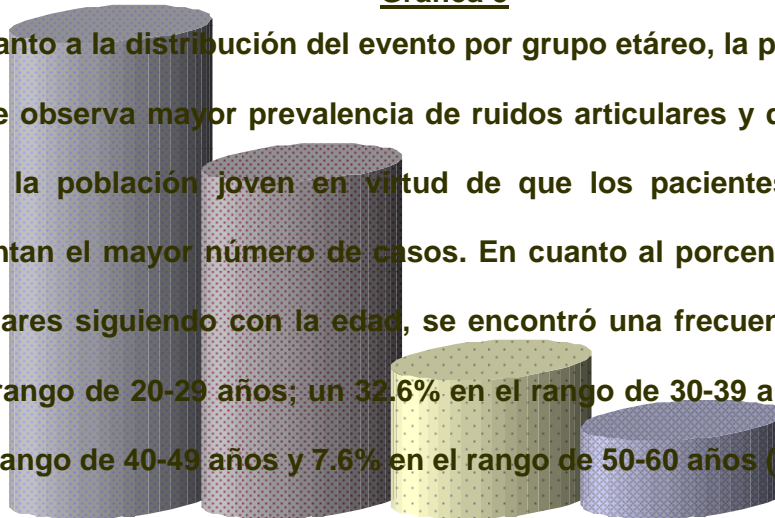 Gráfica 3
anto a la distribución del evento por grupo etáreo, la p
e observa mayor prevalencia de ruidos articulares y
la población joven en virtud de que los pacientes
ntan el mayor número de casos. En cuanto al porcen
ares siguiendo con la edad, se encontró una frecuen
rango de 20-29 años; un 32.6% en el rango de 30-39 a
ango de 40-49 años y 7.6% en el rango de 50-60 años (